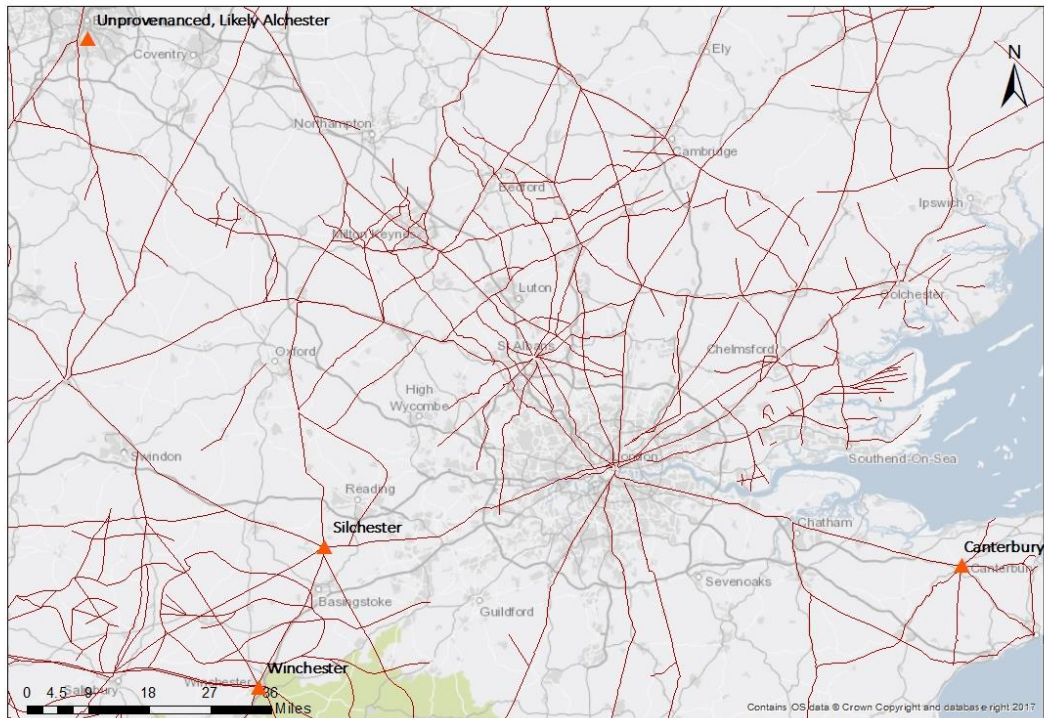 Unprovenanced, Likely Alchester
Coventry
Ely
N
Northampton
Cambridge
Bedford
Ipswich
Milton Keynes
Luton
Colchester
St Albans
Chelmsford
Oxford
High
Wycombe
Swindon
London
Southend-On-Sea
Reading
Silchester
Chatham
Canterbury
Canterbury
Sevenoaks
Basingstoke
Guildford
Winchester
Winchester
Salisbury
0 4.5 9 18 27 36
Miles
Contains OS data © Crown Copyright and database right 2017